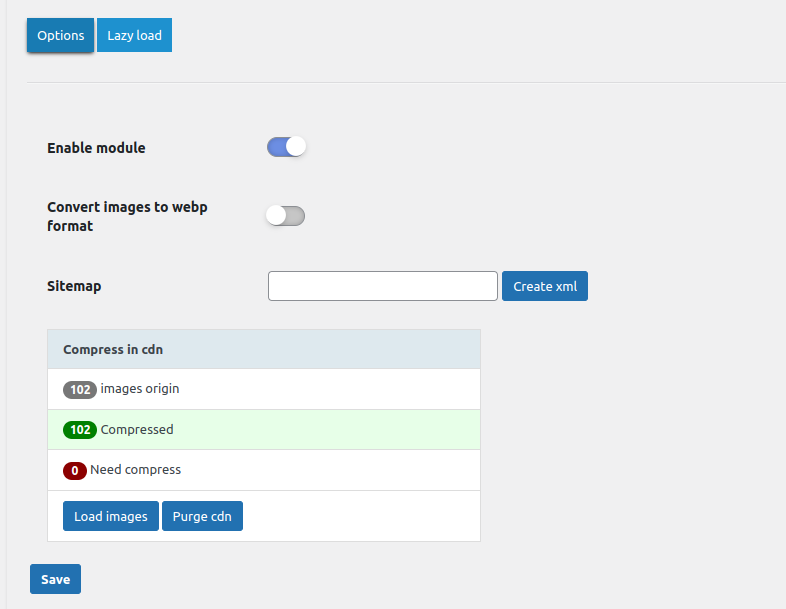 Options Lazy load
Enable module
Convert images to webp
format
Sitemap Create xml
Compress in cdn
102 images origin
102 Compressed
0 Need compress
Load images Purge cdn
Save